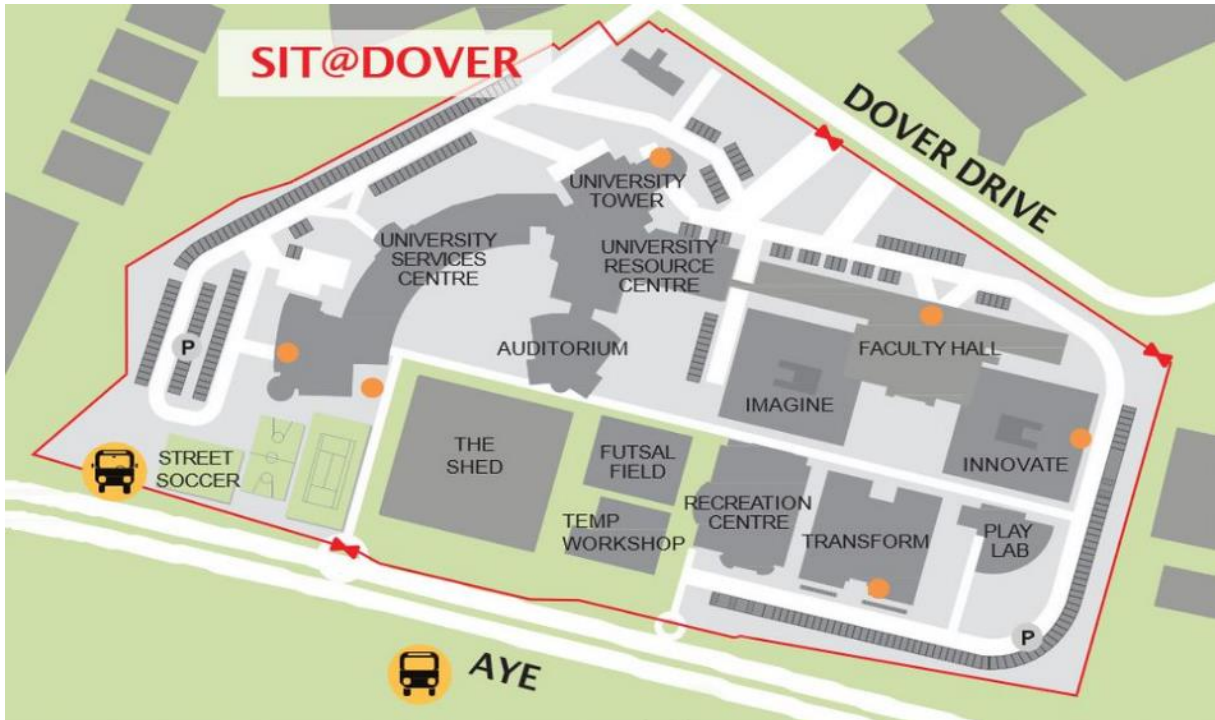 SIT@DOVER
DOVER DRIVE
UNIVERSITY
TOWER
UNIVERSITY
SERVICES
CENTRE
UNIVERSITY
RESOURCE
CENTRE
P
AUDITORIUM
FACULTY HALL
IMAGINE
THE
SHED
FUTSAL
FIELD
INNOVATE
STREET
SOCCER
RECREATION
CENTRE
TEMP
WORKSHOP
TRANSFORM
PLAY
LAB
P
AYE